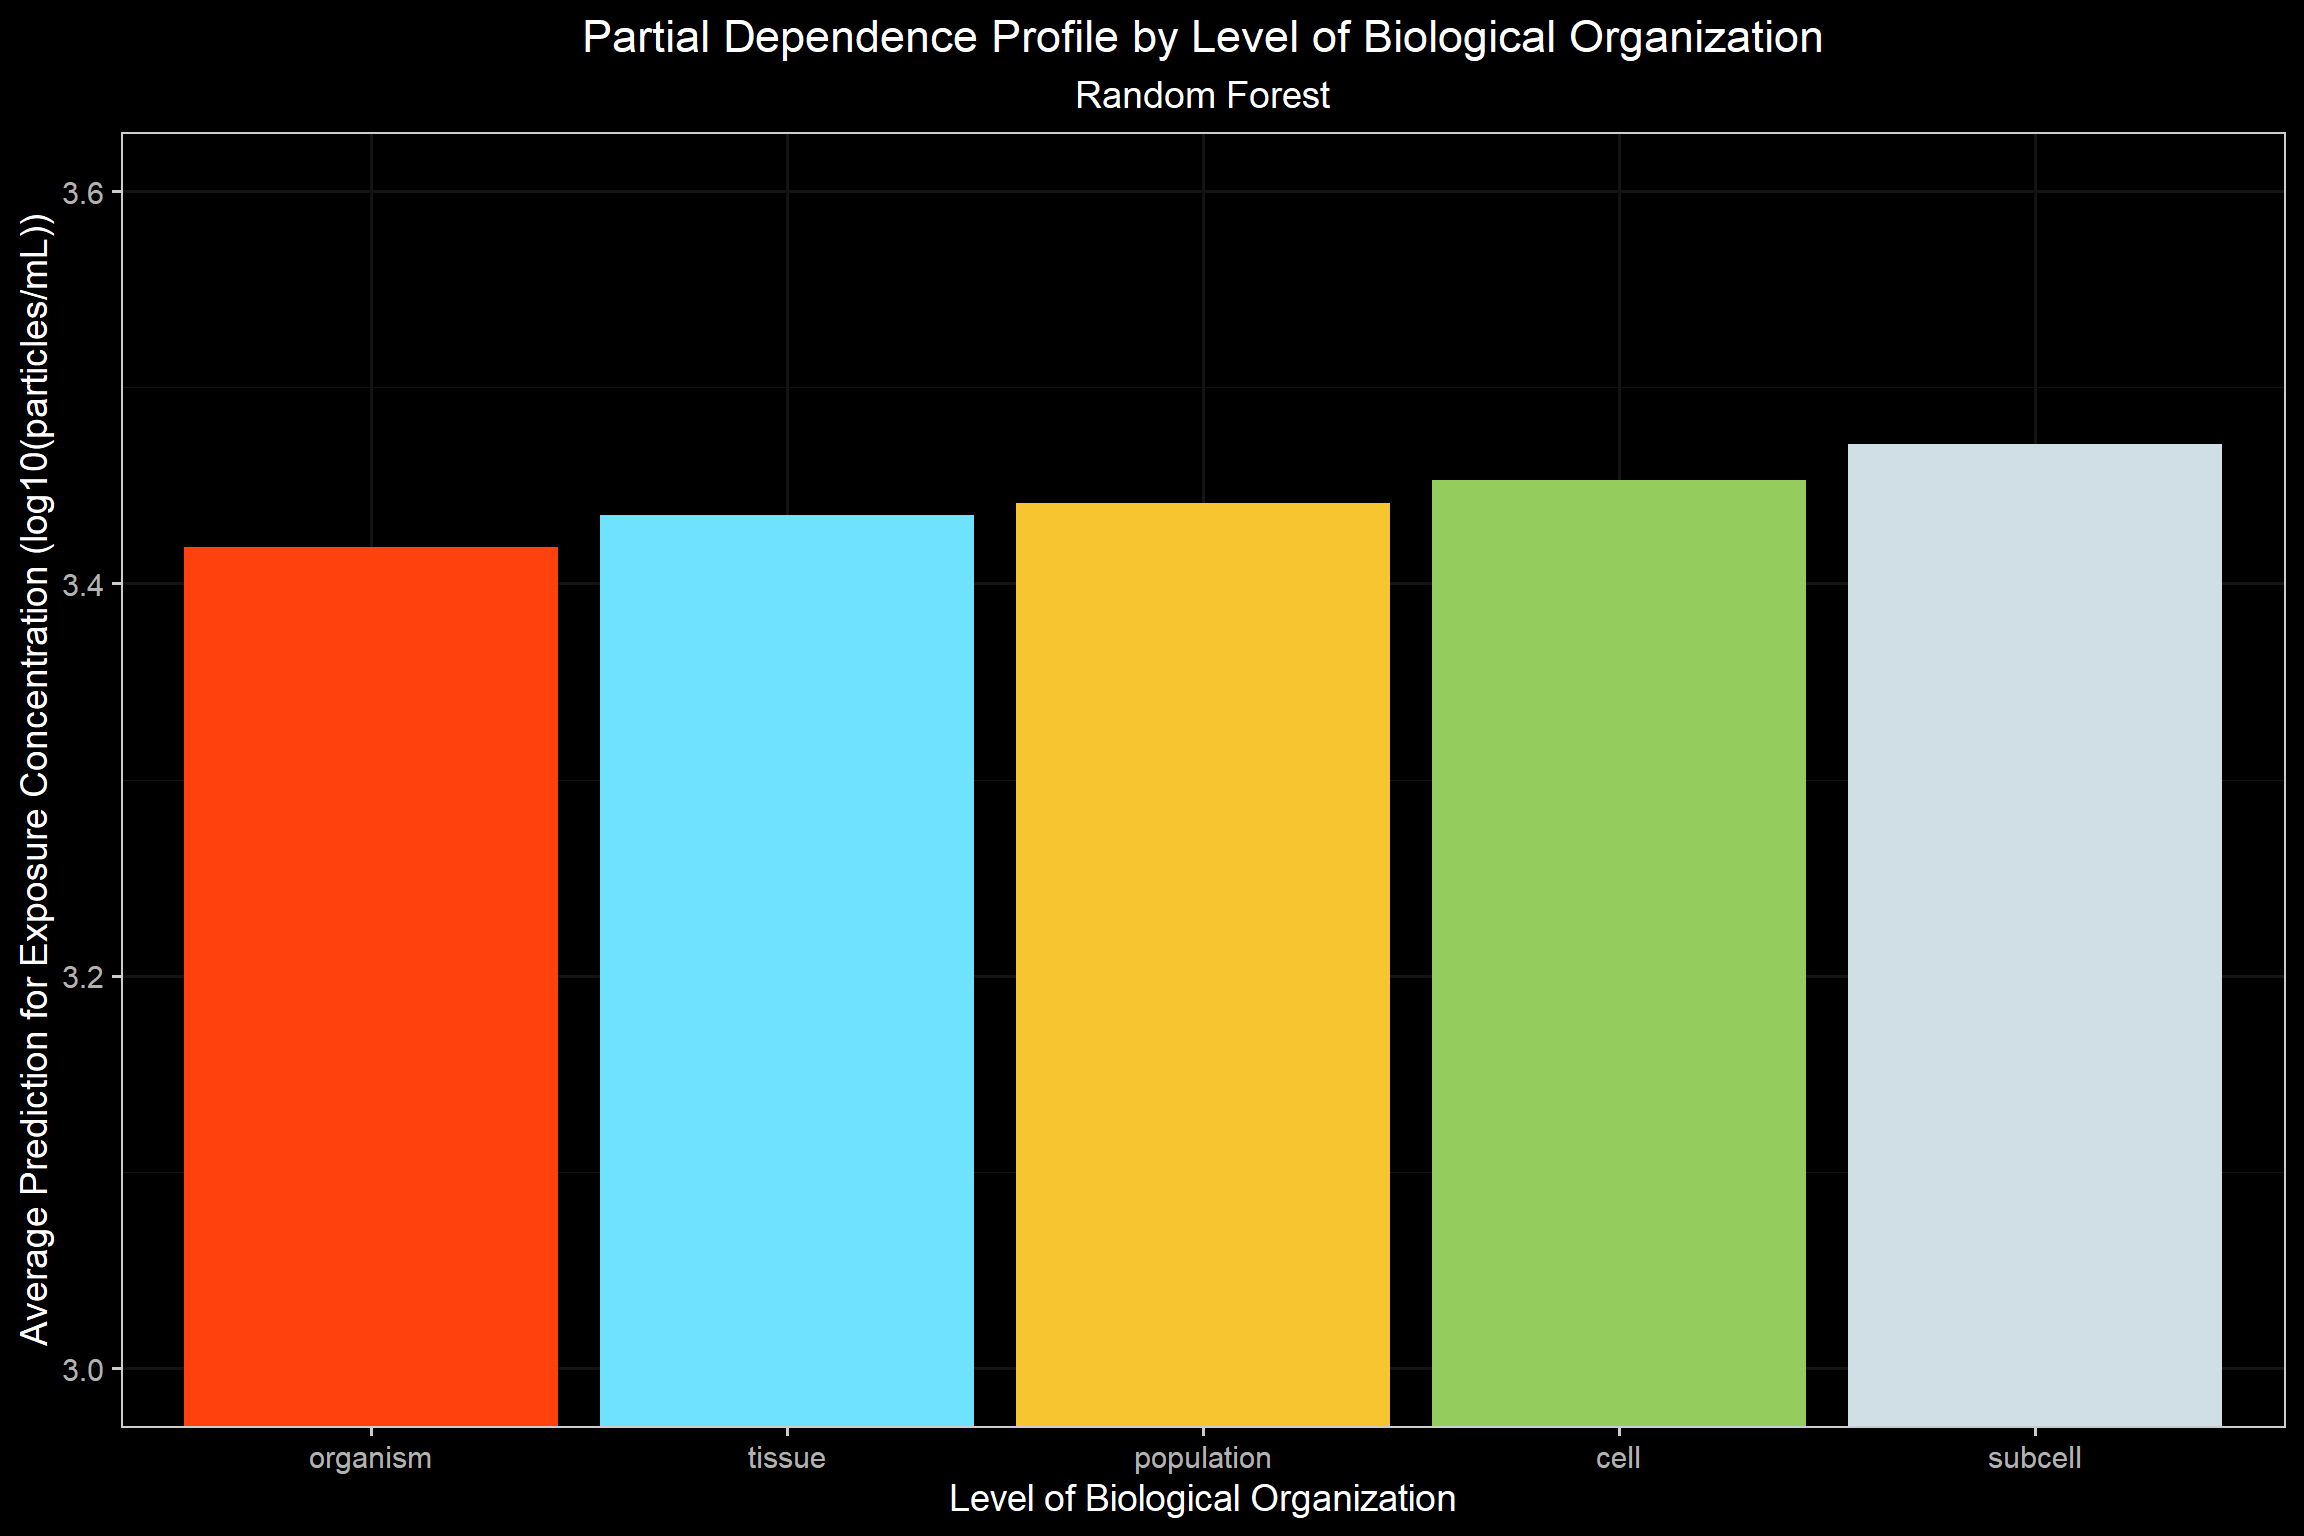 Partial Dependence Profile by Level of Biological Organization
Random Forest
Average Prediction for Exposure Concentration (log10(particles/mL))
3.6
3.4
3.2
3.0
organism
tissue
population
cell
subcell
Level of Biological Organization